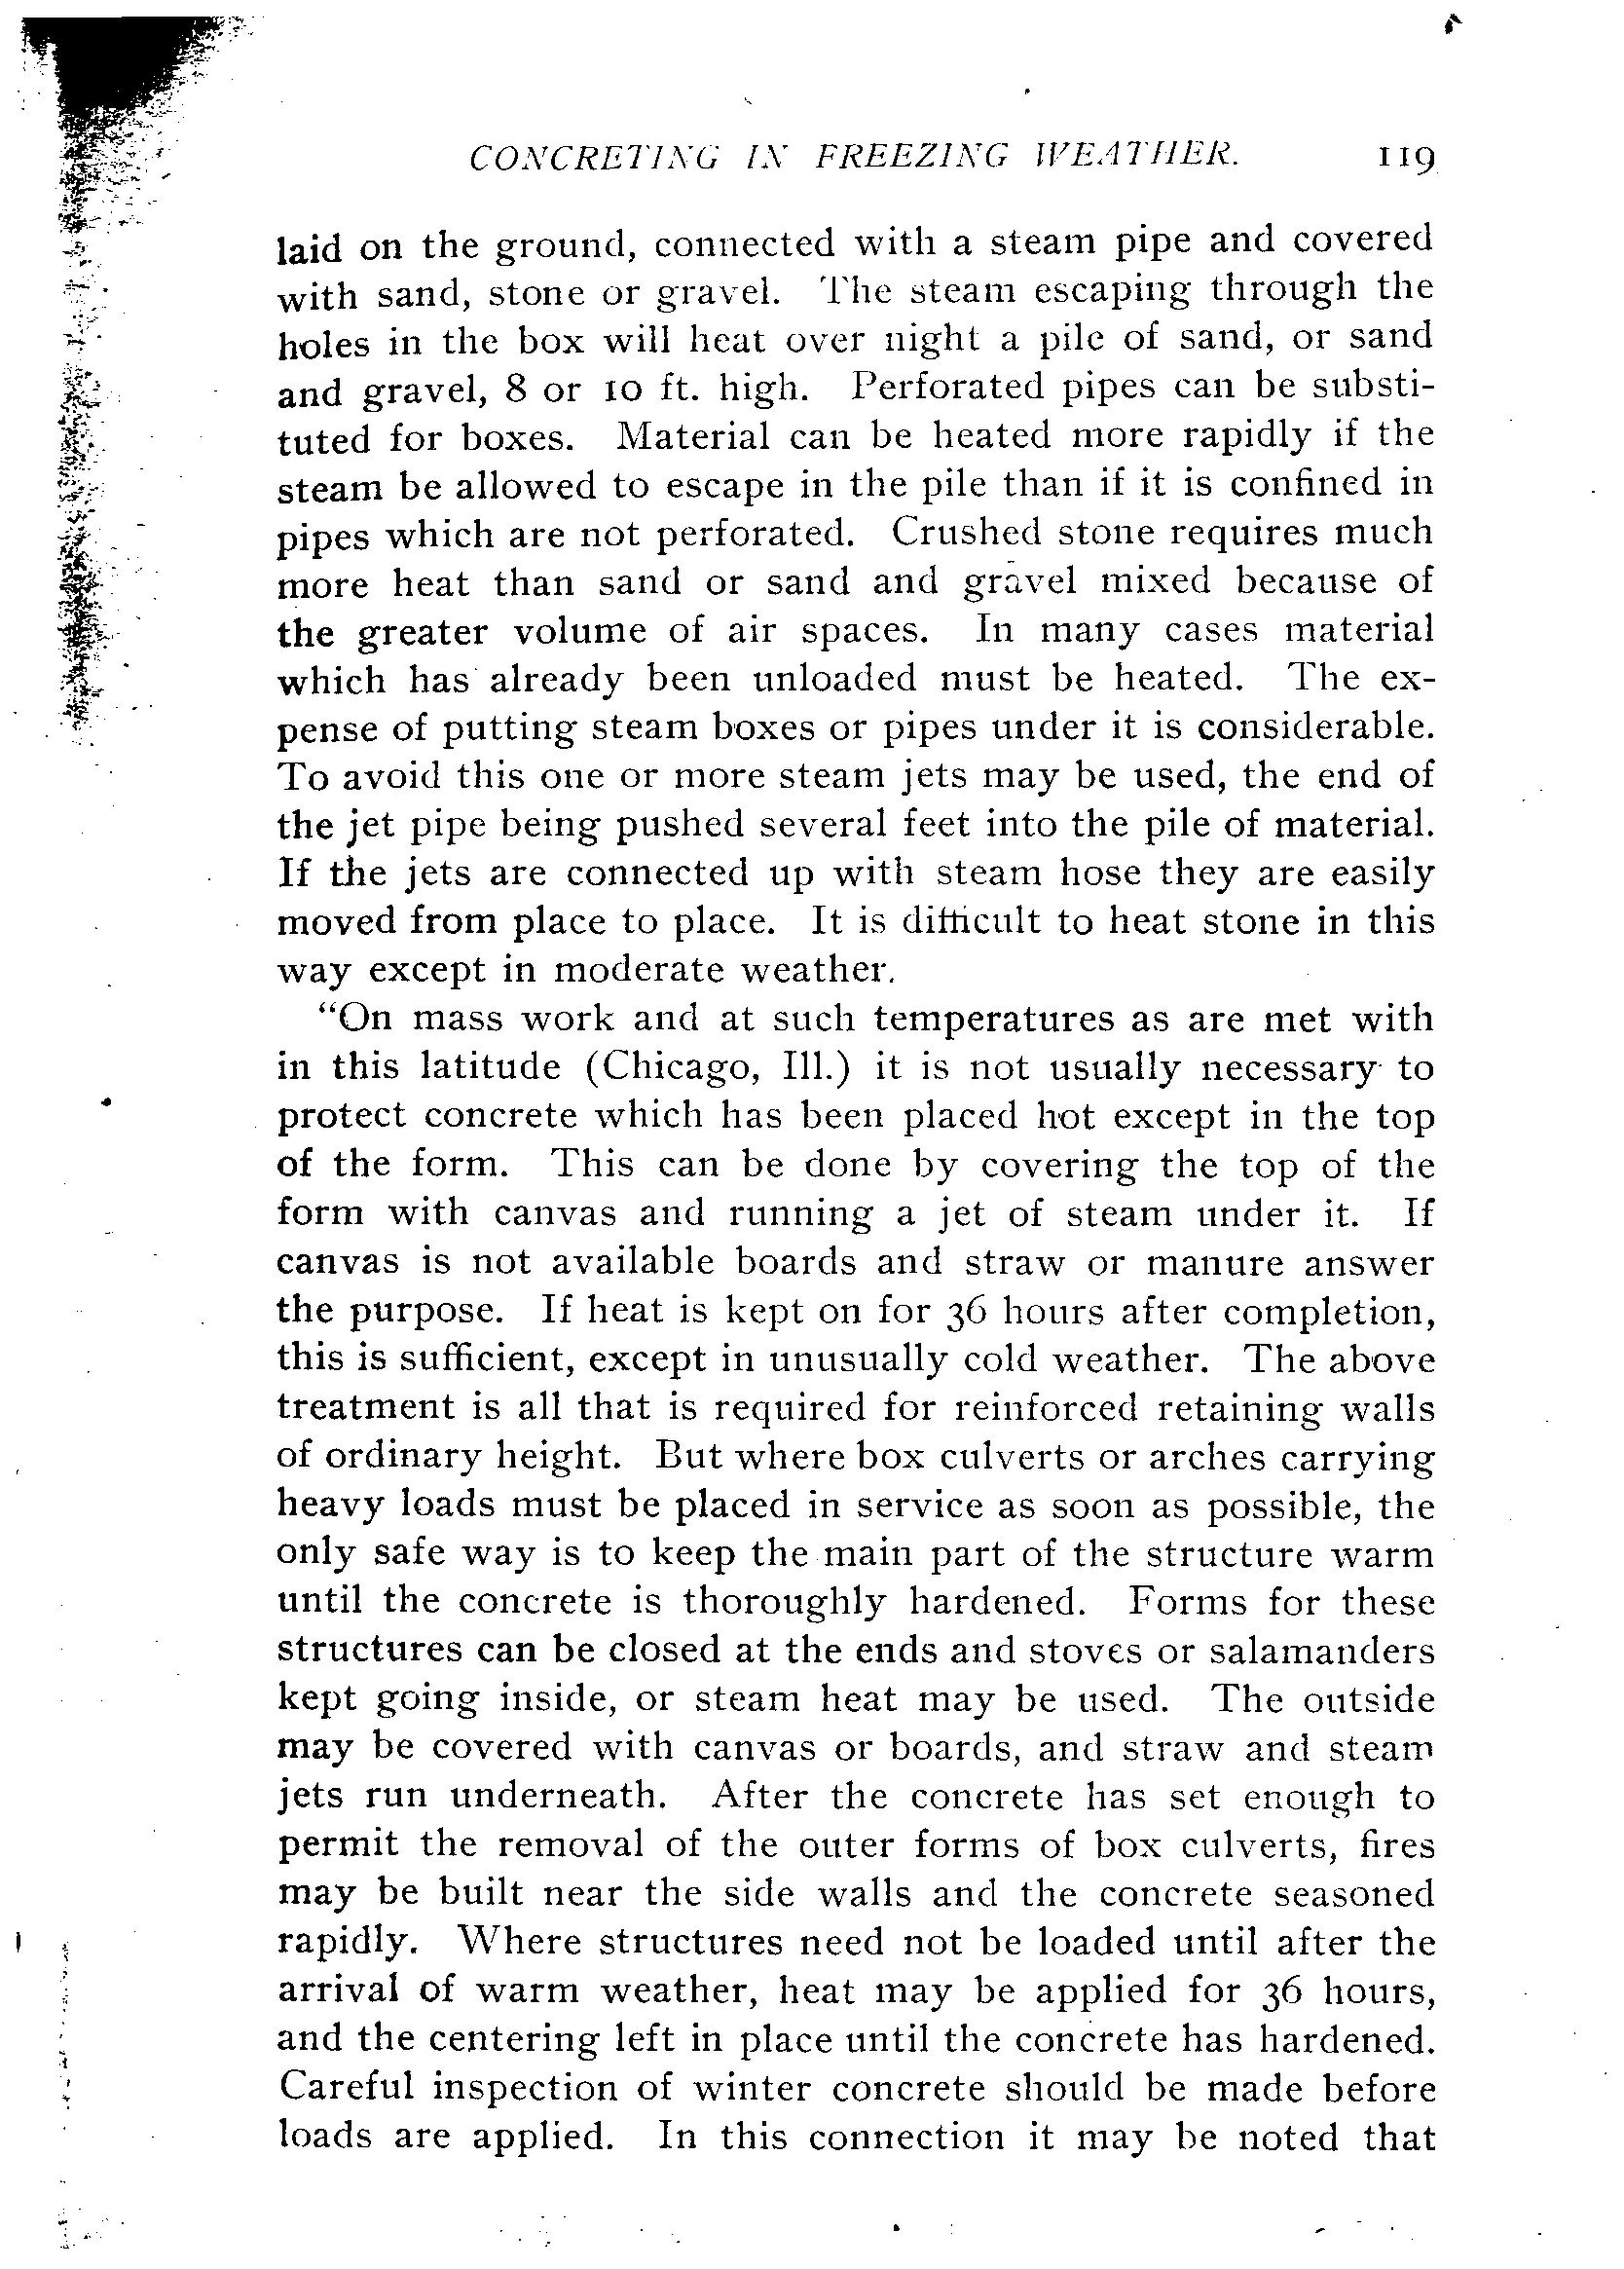 CONCRETING IN FREEZING WEATHER. 119
laid on the ground, connected with a steam pipe and covered
with sand, stone or gravel. The steam escaping through the
holes in the box will heat over night a pile of sand, or sand
and gravel, 8 or 10 ft. high. Perforated pipes can be substi-
tuted for boxes. Material can be heated more rapidly if the
steam be allowed to escape in the pile than if it is confined in
pipes which are not perforated. Crushed stone requires much
more heat than sand or sand and gravel mixed because of
the greater volume of air spaces. In many cases material
which has already been unloaded must be heated. The ex-
pense of putting steam boxes or pipes under it is considerable.
To avoid this one or more steam jets may be used, the end of
the jet pipe being pushed several feet into the pile of material.
If the jets are connected up with steam hose they are easily
moved from place to place. It is difficult to heat stone in this
way except in moderate weather.
"On mass work and at such temperatures as are met with
in this latitude (Chicago, Ill.) it is not usually necessary to
protect concrete which has been placed hot except in the top
of the form. This can be done by covering the top of the
form with canvas and running a jet of steam under it. If
canvas is not available boards and straw or manure answer
the purpose. If heat is kept on for 36 hours after completion,
this is sufficient, except in unusually cold weather. The above
treatment is all that is required for reinforced retaining walls
of ordinary height. But where box culverts or arches carrying
heavy loads must be placed in service as soon as possible, the
only safe way is to keep the main part of the structure warm
until the concrete is thoroughly hardened. Forms for these
structures can be closed at the ends and stoves or salamanders
kept going inside, or steam heat may be used. The outside
may be covered with canvas or boards, and straw and steam
jets run underneath. After the concrete has set enough to
permit the removal of the outer forms of box culverts, fires
may be built near the side walls and the concrete seasoned
rapidly. Where structures need not be loaded until after the
arrival of warm weather, heat may be applied for 36 hours,
and the centering left in place until the concrete has hardened.
Careful inspection of winter concrete should be made before
loads are applied. In this connection it may be noted that